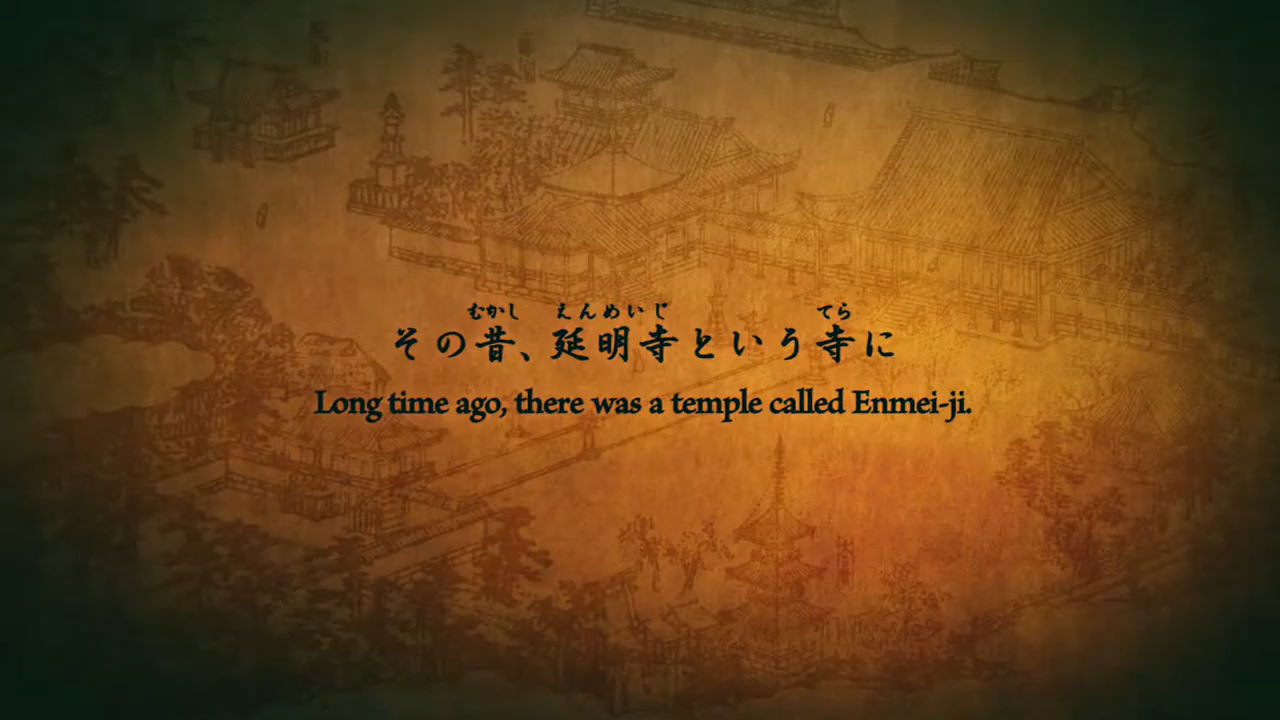 むかし えんめいじ てら
その昔、延明寺という寺に
Long time ago, there was a temple called Enmei-ji.